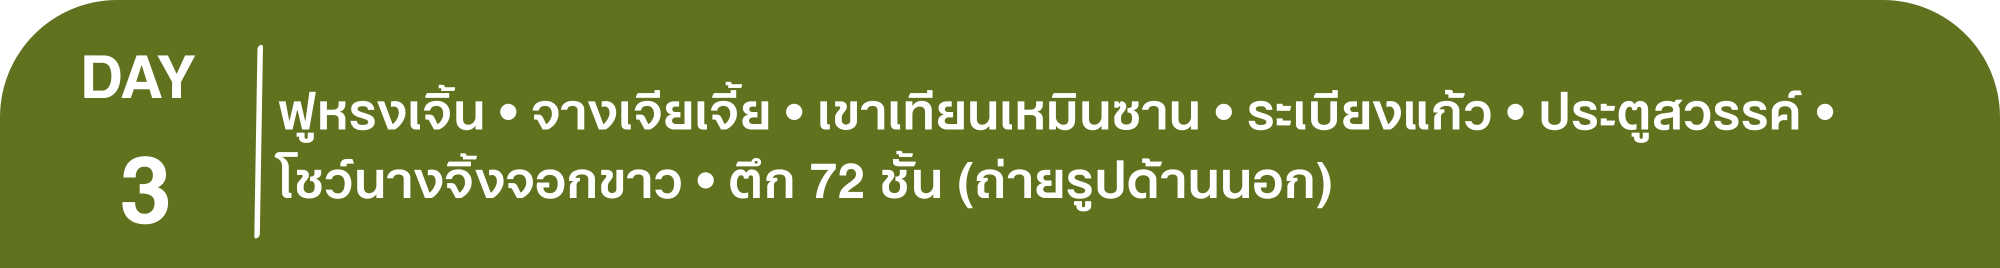 DAY
3
ฟูหรงเจิ้น • จางเจียเจี้ย • เขาเทียนเหมินซาน • ระเบียงแก้ว • ประตูสวรรค์ •
โชว์นางจิ้งจอกขาว • ตึก 72 ชั้น (ถ่ายรูปด้านนอก)